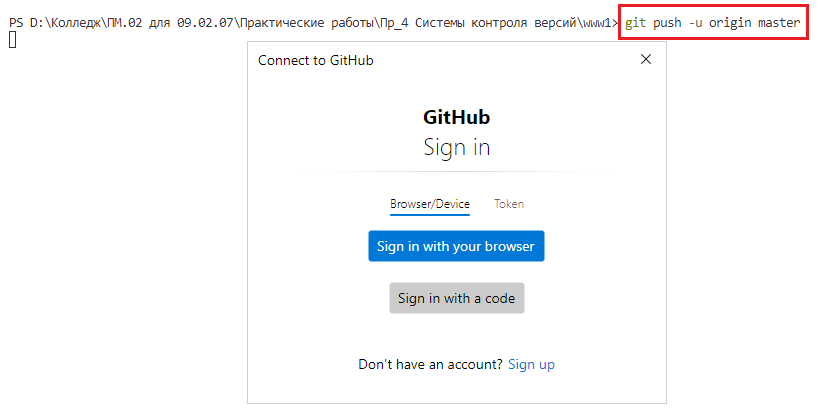 PS D:\Колледж\ПМ.02 для 09.02.07\Практические работы\Пр_4 Системы контроля версий\www1> git push -u origin master
Connect to GitHub
GitHub
Sign in
Browser/Device Token
Sign in with your browser
Sign in with a code
Don't have an account? Sign up